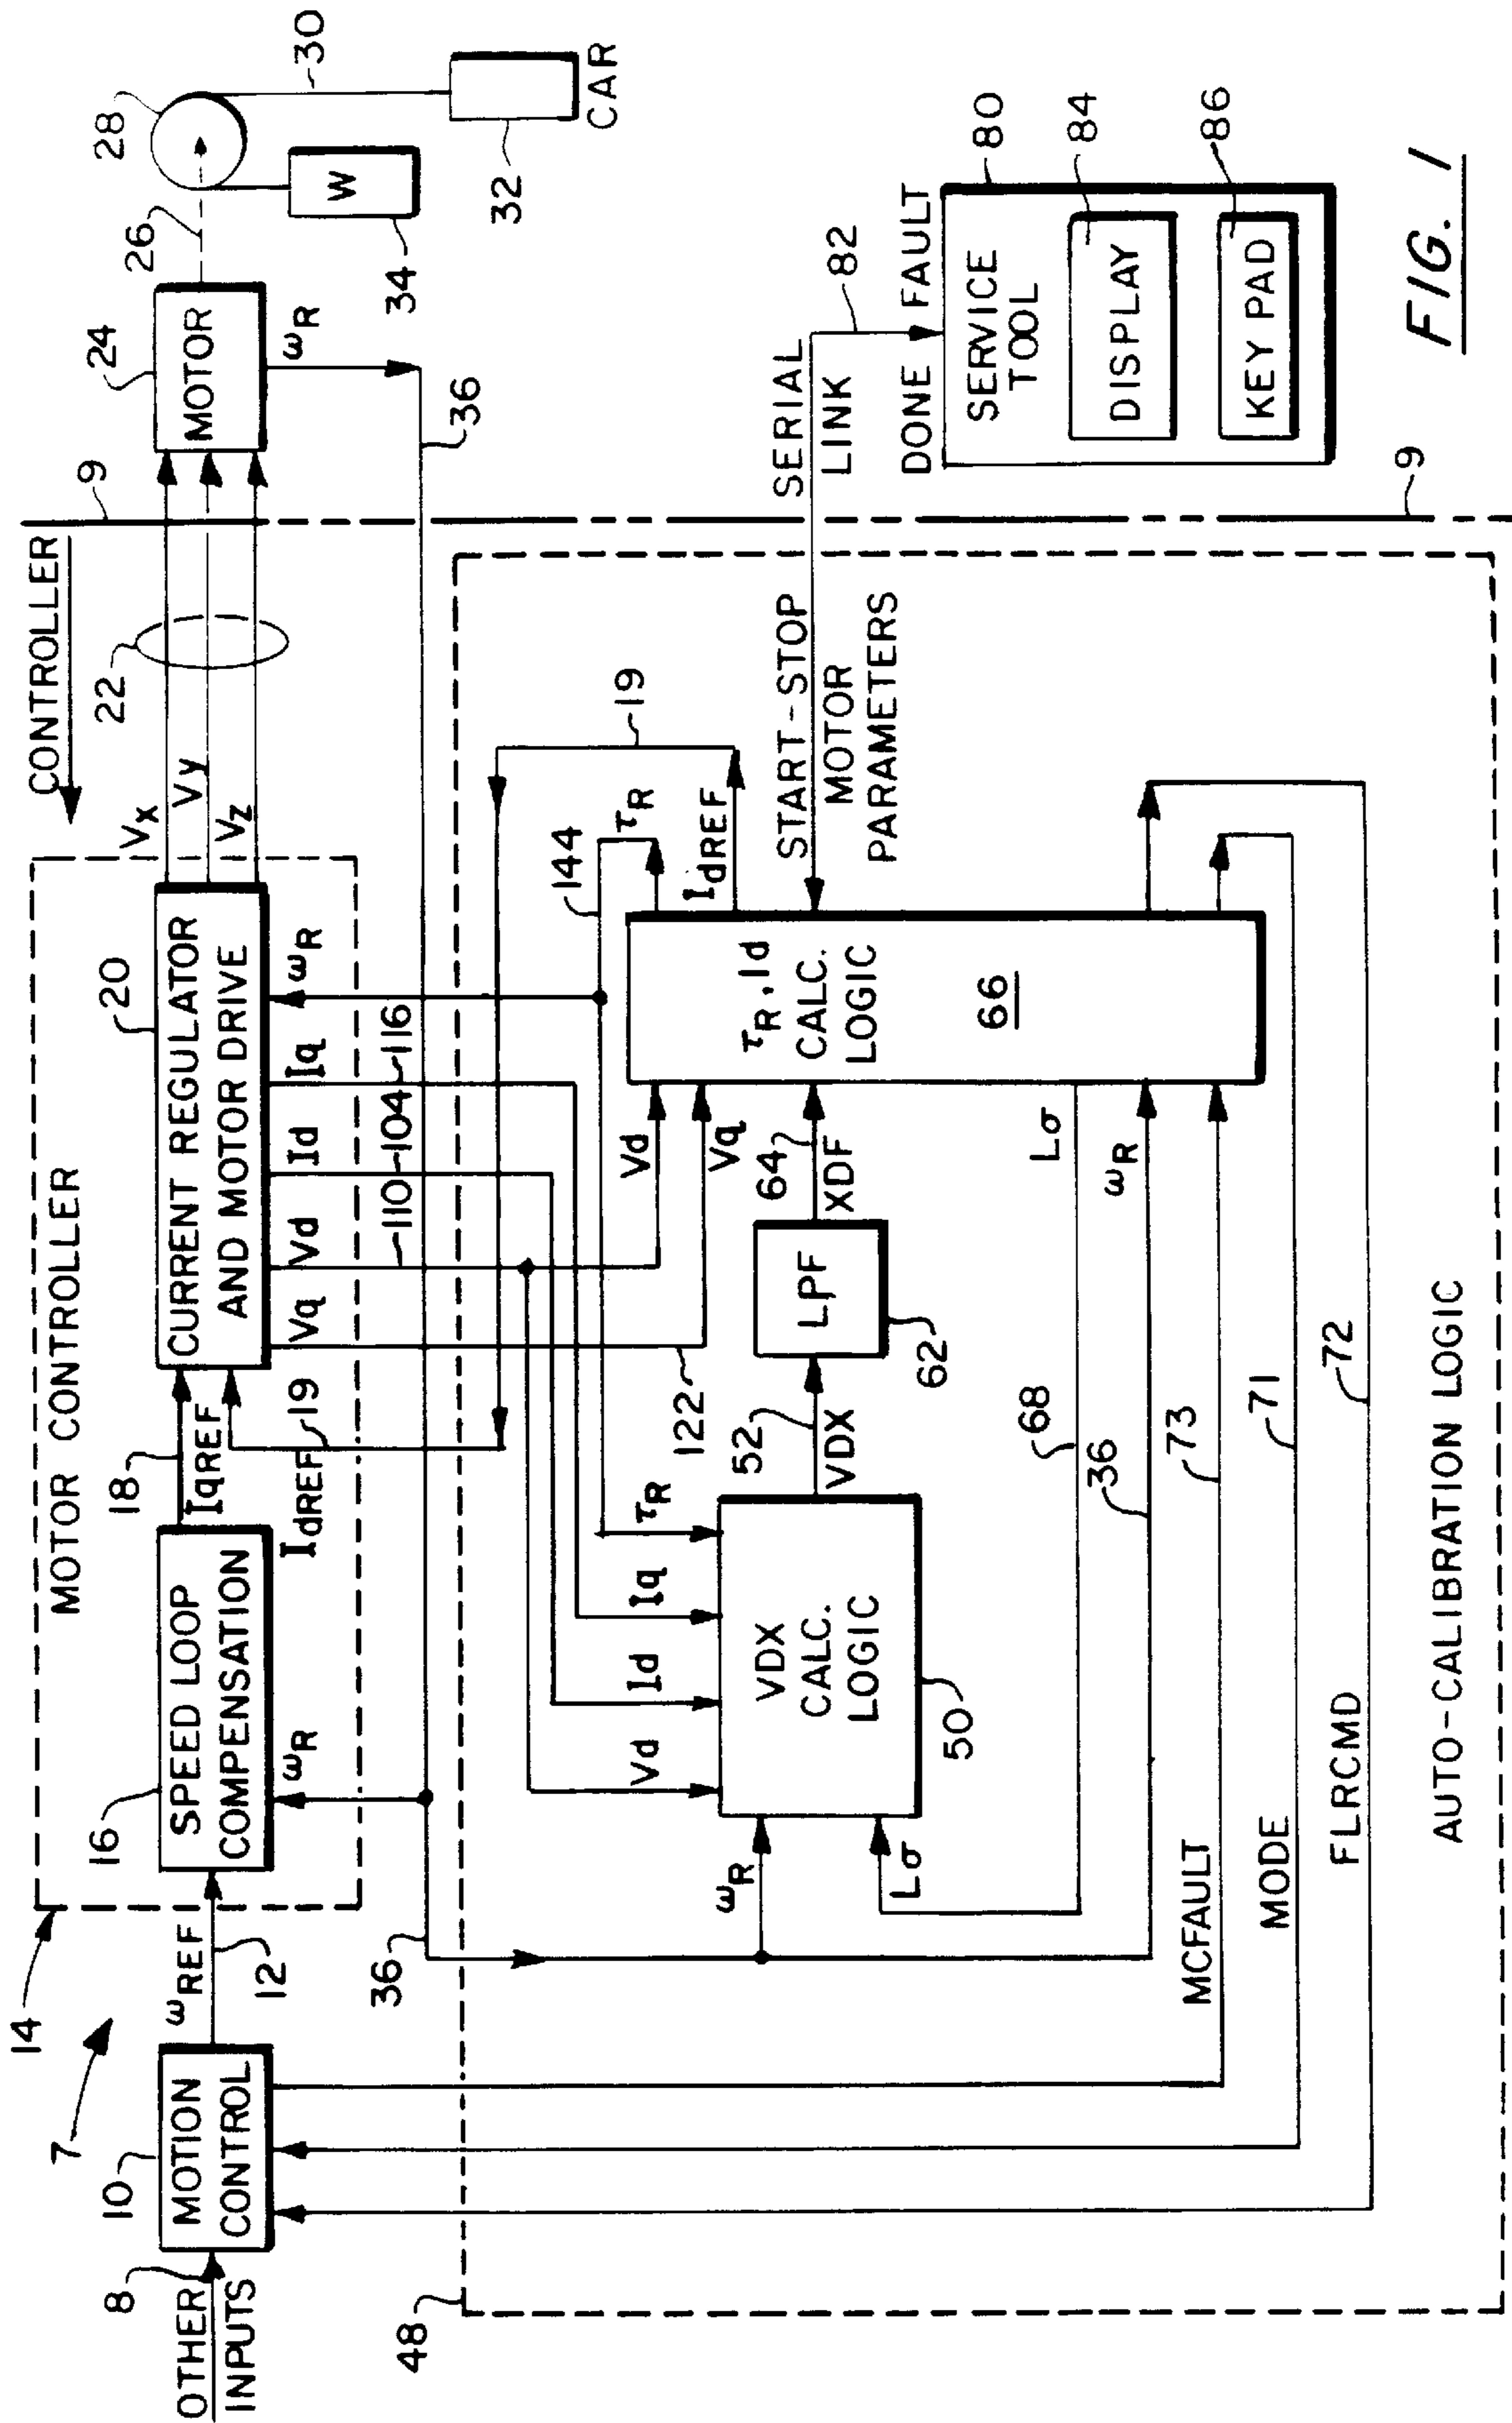 7
14
MOTOR CONTROLLER
CONTROLLER
9
OTHER
INPUTS
8
10
MOTION
CONTROL
ωREF
12
16
SPEED LOOP
COMPENSATION
ωR
18
IqREF
IdREF
19
20
CURRENT REGULATOR
AND MOTOR DRIVE
Vq
Vd
Id
Iq
ωR
VX
Vy
VZ
22
24
MOTOR
ωR
26
28
30
W
34
32
CAR
36
36
110
104
116
144
τR
IdREF
19
48
Vd
Id
Iq
τR
122
VDX
CALC.
LOGIC
50
ωR
Lσ
52
VDX
LPF
62
64
XDF
Vd
Vq
τR, Id
CALC.
LOGIC
66
Lσ
ωR
68
36
73
71
72
MCFAULT
MODE
FLRCMD
AUTO-CALIBRATION LOGIC
START-STOP
MOTOR
PARAMETERS
SERIAL
LINK
82
DONE FAULT
SERVICE
TOOL
80
DISPLAY
84
KEY PAD
86
9
FIG. 1